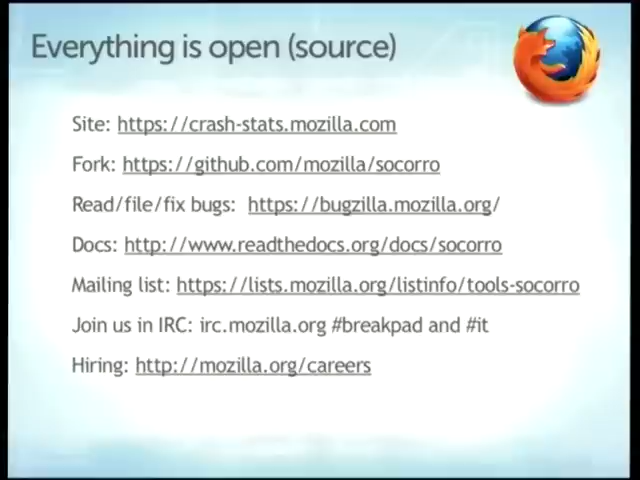 Everything is open (source)
Site: https://crash-stats.mozilla.com
Fork: https://github.com/mozilla/socorro
Read/file/fix bugs: https://bugzilla.mozilla.org/
Docs: http://www.readthedocs.org/docs/socorro
Mailing list: https://lists.mozilla.org/listinfo/tools-socorro
Join us in IRC: irc.mozilla.org #breakpad and #it
Hiring: http://mozilla.org/careers